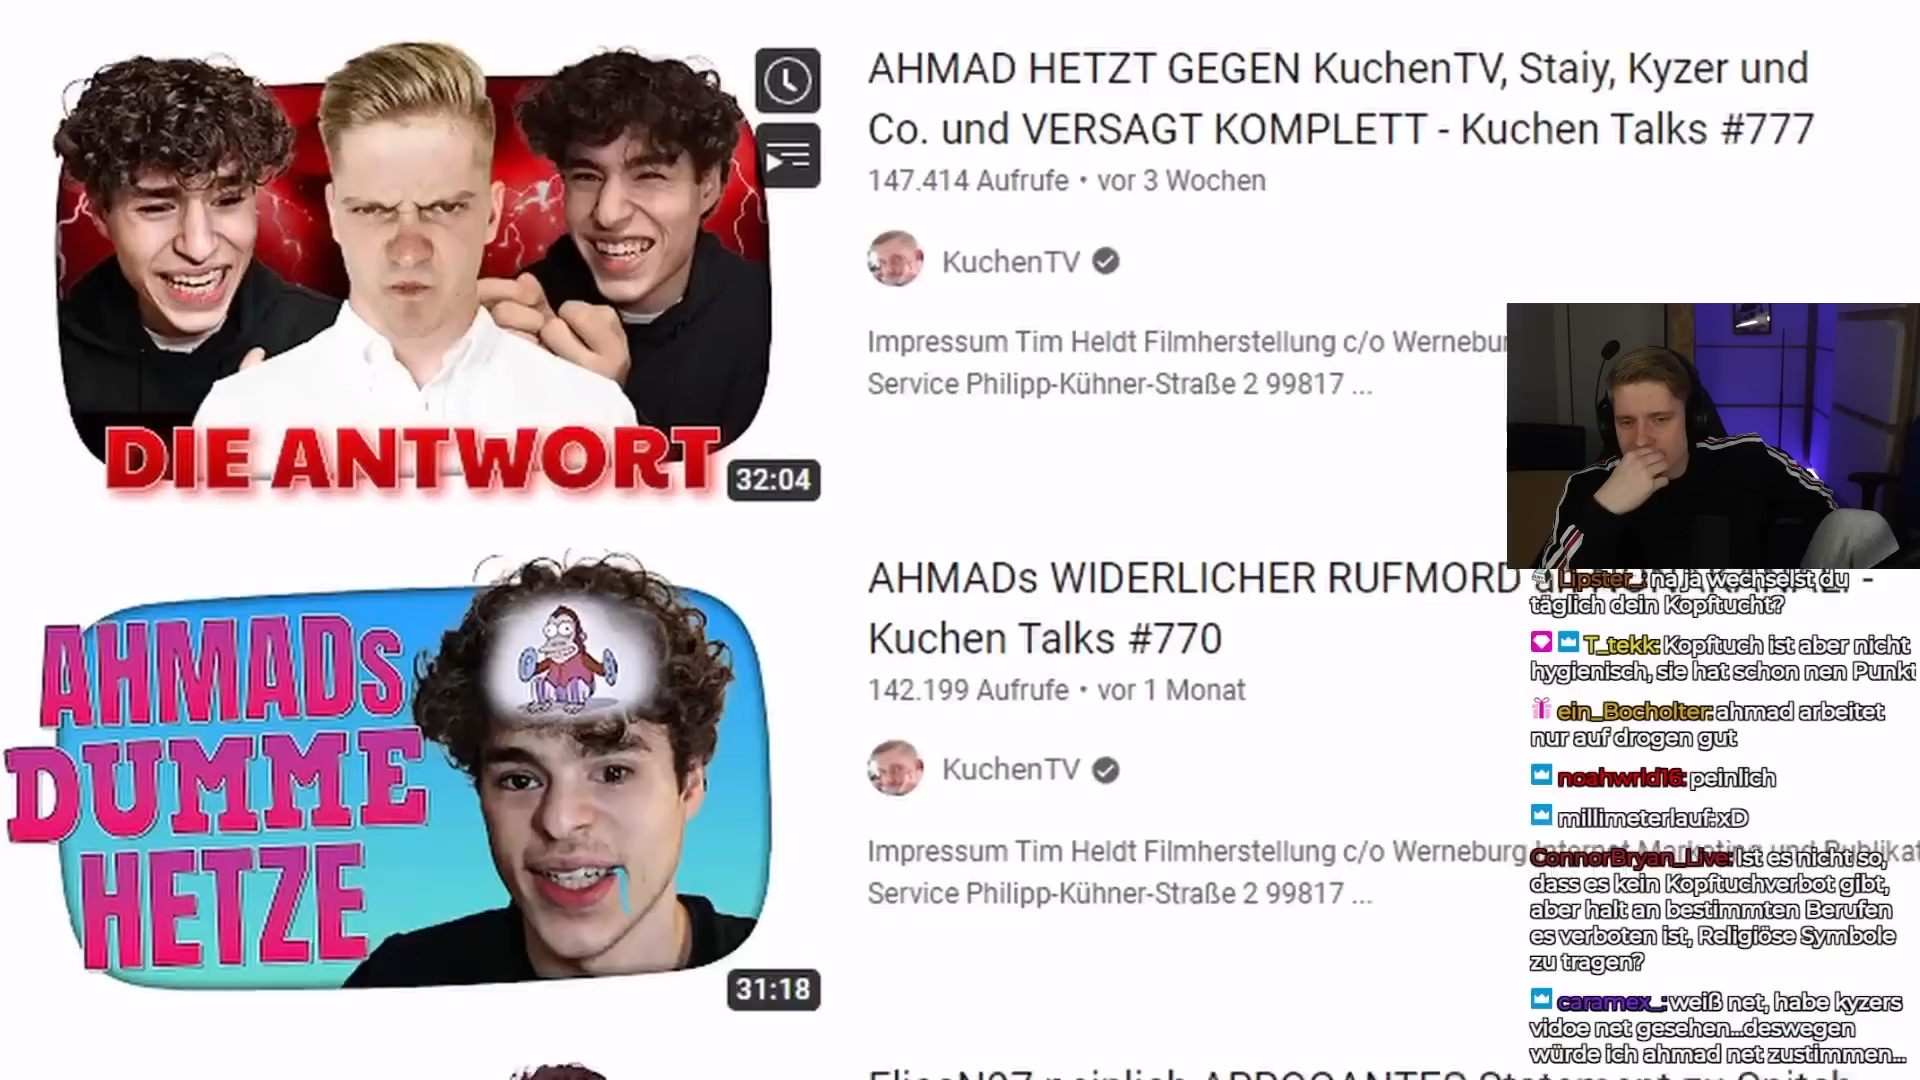 AHMAD HETZT GEGEN KuchenTV, Staiy, Kyzer und
Co. und VERSAGT KOMPLETT - Kuchen Talks #777
147.414 Aufrufe • vor 3 Wochen
KuchenTV
Impressum Tim Heldt Filmherstellung c/o Werneburg
Service Philipp-Kühner-Straße 2 99817 ...
DIE ANTWORT
32:04
AHMADs WIDERLICHER RUFMORD
Kuchen Talks #770
142.199 Aufrufe • vor 1 Monat
KuchenTV
Impressum Tim Heldt Filmherstellung c/o Werneburg Internet Marketing und Publikat
Service Philipp-Kühner-Straße 2 99817 ...
AHMADs
DUMME
HETZE
31:18
Lipster_: na ja wechselst du
täglich dein Kopftucht?
T_tekk: Kopftuch ist aber nicht
hygienisch, sie hat schon nen Punkt
ein_Bocholter: ahmad arbeitet
nur auf drogen gut
noahwrld16: peinlich
millimeterlauf: xD
ConnorBryan_Live: Ist es nicht so,
dass es kein Kopftuchverbot gibt,
aber halt an bestimmten Berufen
es verboten ist, Religiöse Symbole
zu tragen?
caramex_: weiß net, habe kyzers
vidoe net gesehen...deswegen
würde ich ahmad net zustimmen...